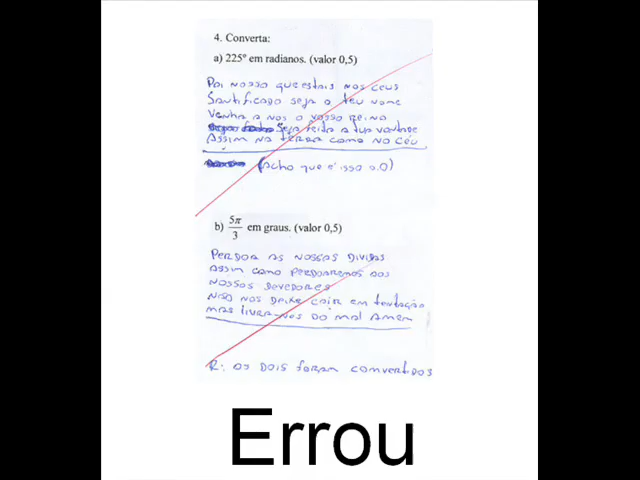 4. Converta:
a) 225º em radianos. (valor 0,5)
Pai nosso que estais nos ceus
Santificado seja o teu nome
Venha a nos o nosso reino
Seja feita a tua vontade
Assim na terra como no céu
(Acho que é isso o.O)
b) 5π/3 em graus. (valor 0,5)
Perdoa as nossas dividas
Assim como perdoaremos aos
nossos devedores
Não nos deixe cair em tentação
mas livra-nos do mal amem
R: os dois foram convertidos
Errou